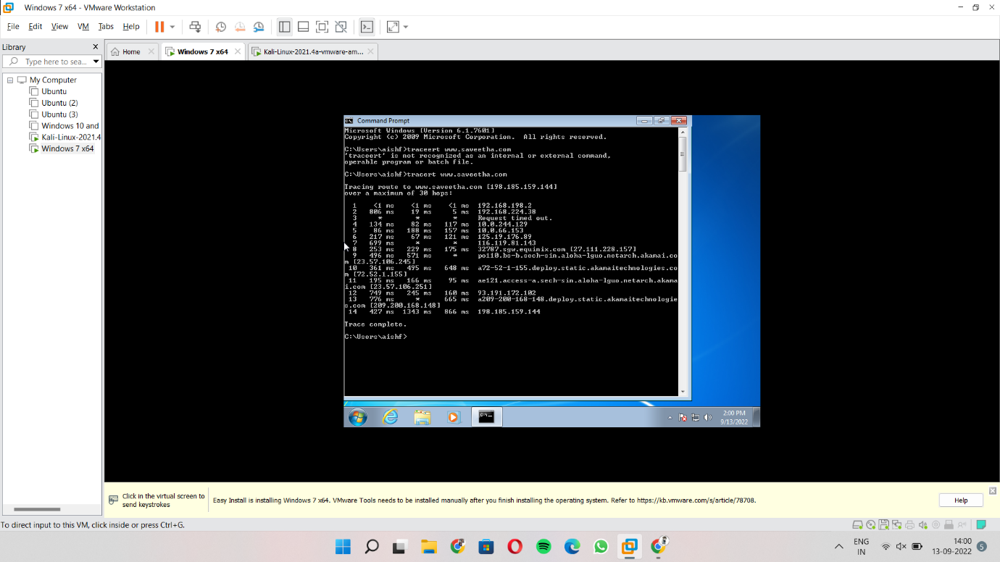 Windows 7 x64 - VMware Workstation
File Edit View VM Tabs Help
Library
Type here to sea...
My Computer
Ubuntu
Ubuntu (2)
Ubuntu (3)
Windows 10 and
Kali-Linux-2021.4
Windows 7 x64
Home
Windows 7 x64
Kali-Linux-2021.4a-vmware-am...
Command Prompt
Microsoft Windows [Version 6.1.7601]
Copyright (c) 2009 Microsoft Corporation. All rights reserved.
C:\Users\aishf>traceert www.saveetha.com
'traceert' is not recognized as an internal or external command,
operable program or batch file.
C:\Users\aishf>tracert www.saveetha.com
Tracing route to www.saveetha.com [198.185.159.144]
over a maximum of 30 hops:
1 <1 ms <1 ms <1 ms 192.168.198.2
2 806 ms 19 ms 5 ms 192.168.224.38
3 * * * Request timed out.
4 134 ms 82 ms 117 ms 10.0.244.129
5 86 ms 188 ms 157 ms 10.0.66.153
6 217 ms 67 ms 121 ms 125.19.176.89
7 699 ms * * 116.119.81.143
8 253 ms 229 ms 175 ms 32787.sgw.equinix.com [27.111.228.157]
9 496 ms 571 ms * po110.bs-b.sech-sin.aloha-lguo.netarch.akamai.co
m [23.57.106.245]
10 361 ms 495 ms 648 ms a72-52-1-155.deploy.static.akamaitechnologies.co
m [72.52.1.155]
11 195 ms 166 ms 95 ms ae121.access-a.sech-sin.aloha-lguo.netarch.akama
i.com [23.57.106.251]
12 749 ms 245 ms 160 ms 93.191.172.102
13 776 ms * 665 ms a209-200-168-148.deploy.static.akamaitechnologie
s.com [209.200.168.148]
14 427 ms 1343 ms 866 ms 198.185.159.144
Trace complete.
C:\Users\aishf>
2:00 PM
9/13/2022
Click in the virtual screen to
send keystrokes
Easy Install is installing Windows 7 x64. VMware Tools needs to be installed manually after you finish installing the operating system. Refer to https://kb.vmware.com/s/article/78708.
Help
To direct input to this VM, click inside or press Ctrl+G.
ENG
IN
14:00
13-09-2022
5